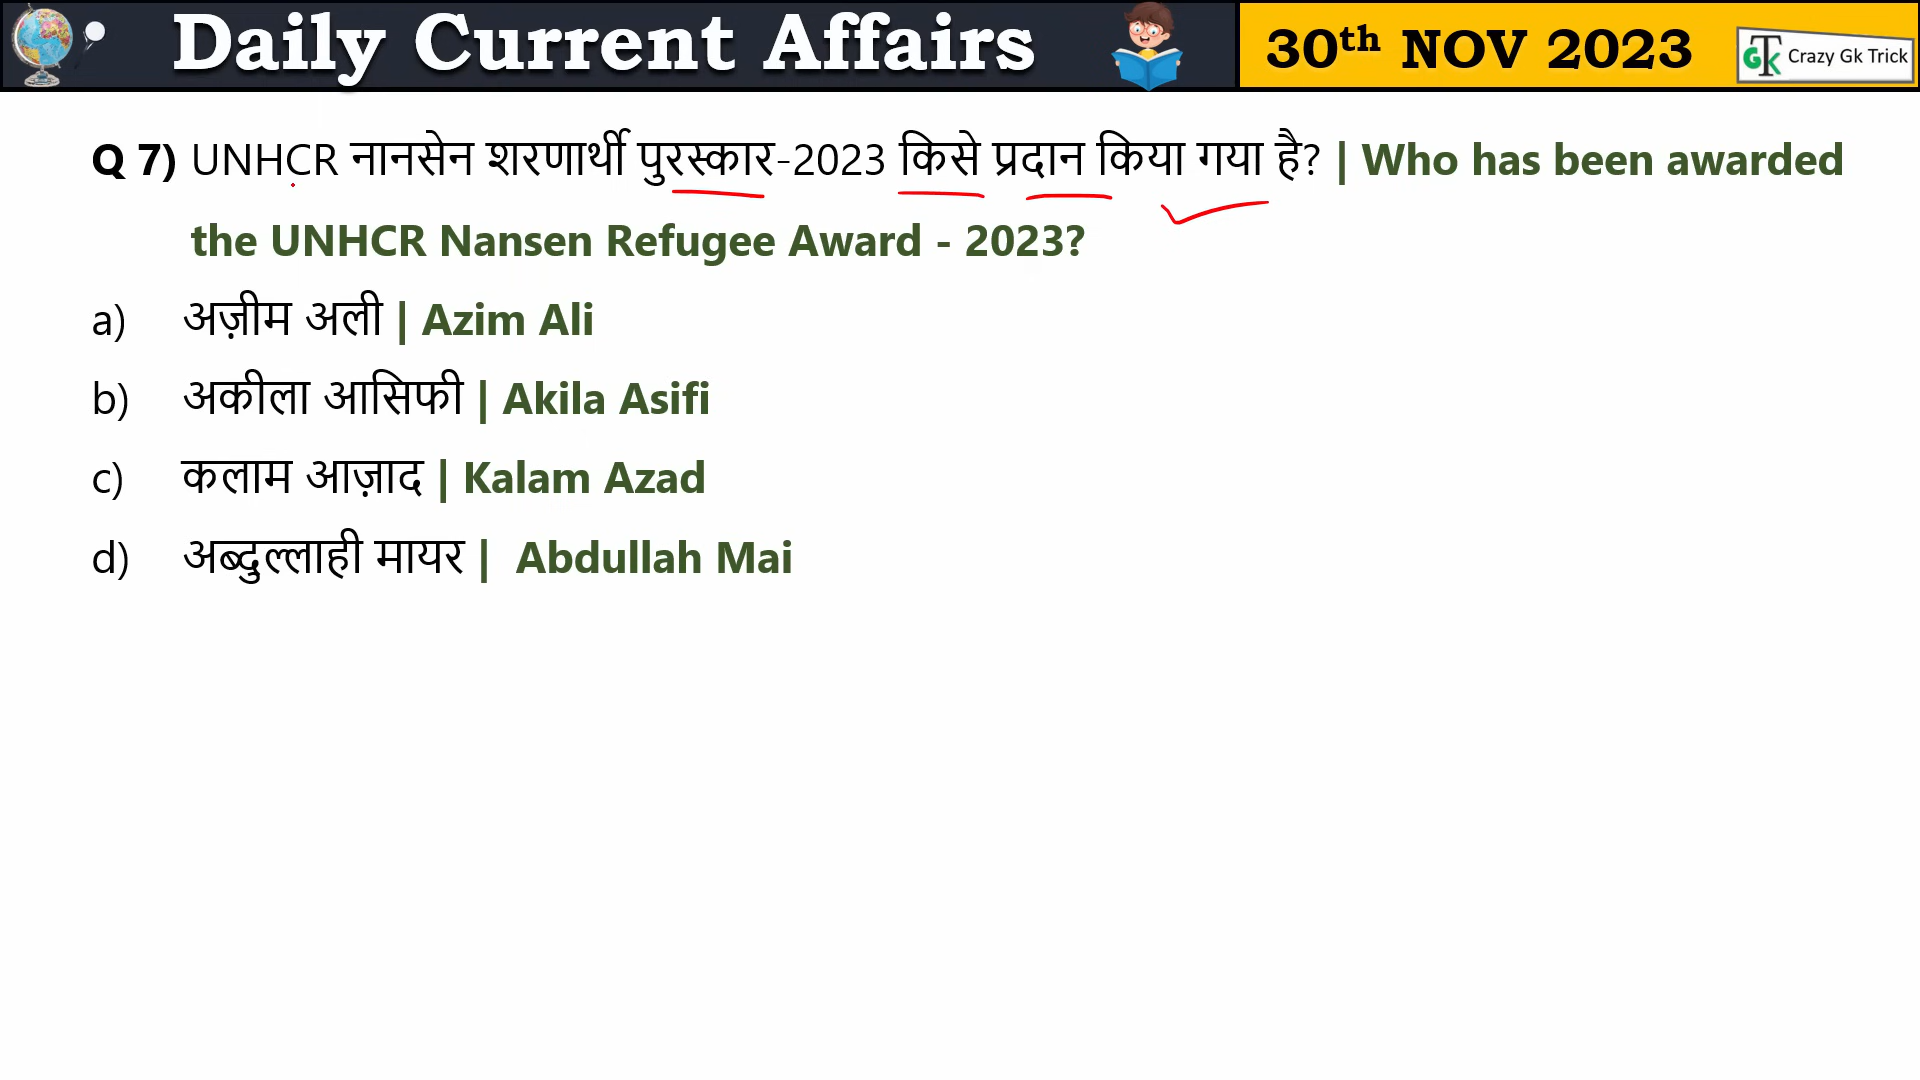 Daily Current Affairs
30th NOV 2023
GTK Crazy Gk Trick
Q 7) UNHCR नानसेन शरणार्थी पुरस्कार-2023 किसे प्रदान किया गया है? | Who has been awarded
the UNHCR Nansen Refugee Award - 2023?
a) अज़ीम अली | Azim Ali
b) अकीला आसिफी | Akila Asifi
c) कलाम आज़ाद | Kalam Azad
d) अब्दुल्लाही मायर | Abdullah Mai